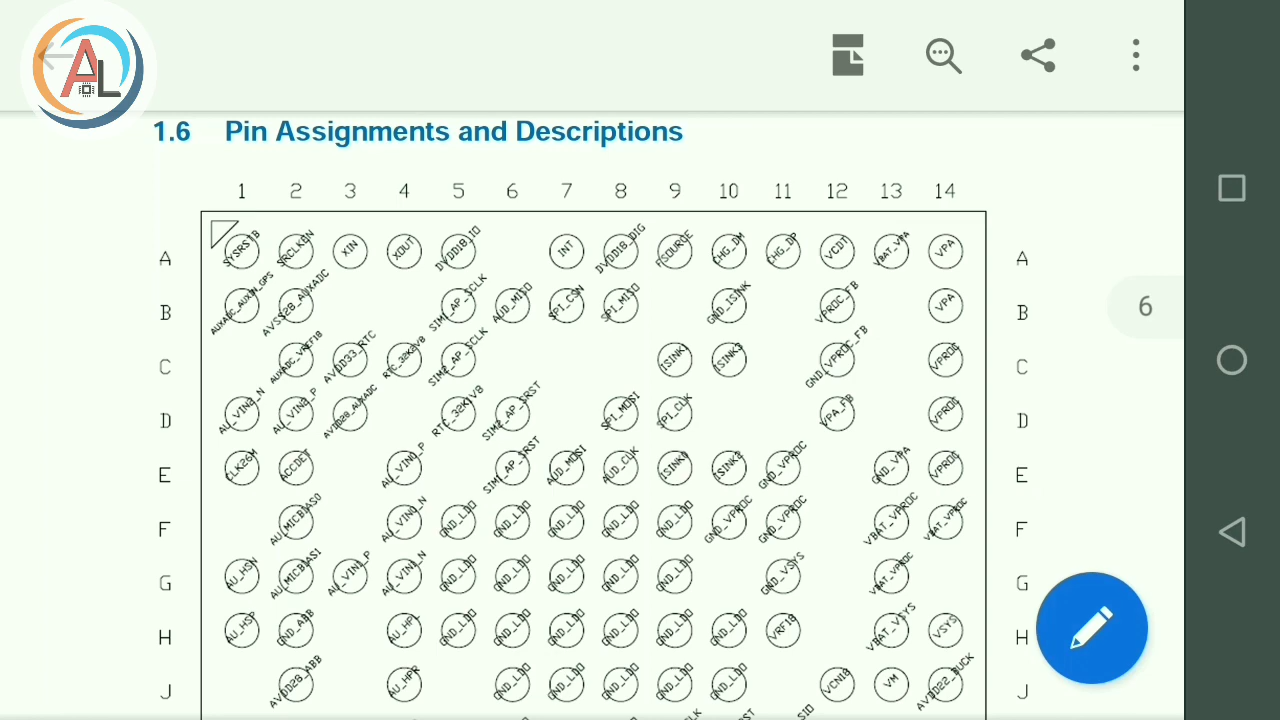 AL
1.6 Pin Assignments and Descriptions
1 2 3 4 5 6 7 8 9 10 11 12 13 14
A SYSRSTB SRCLKEN XIN XOUT DVDD18_IO INT DVDD18_DIG FSOURCE CHG_DM CHG_DP VCDT VBAT_VPA VPA A
B AUXADC_AUXIN_GPS AVSS28_AUXADC SIM1_AP_SCLK AUD_MISO SPI_CSN SPI_MISO GND_ISINK VPROC_FB VPA B
6
C AUXADC_VREF18 AVDD33_RTC RTC_32K2V8 SIM2_AP_SCLK ISINK1 ISINK3 GND_VPROC_FB VPROC C
D AU_VIN2_N AU_VIN2_P AVDD28_AUXADC RTC_32K1V8 SIM2_AP_SRST SPI_MOSI SPI_CLK VPA_FB VPROC D
E CLK26M ACCDET AU_VIN0_P SIM1_AP_SRST AUD_MOSI AUD_CLK ISINK0 ISINK2 GND_VPROC GND_VPA VPROC E
F AU_MICBIAS0 AU_VIN0_N GND_LDO GND_LDO GND_LDO GND_LDO GND_LDO GND_VPROC GND_VPROC VBAT_VPROC VBAT_VPROC F
G AU_HSN AU_MICBIAS1 AU_VIN1_P AU_VIN1_N GND_LDO GND_LDO GND_LDO GND_LDO GND_LDO GND_VSYS VBAT_VPROC G
H AU_HSP GND_ABB AU_HPL GND_LDO GND_LDO GND_LDO GND_LDO GND_LDO GND_LDO VRF18 VBAT_VSYS VSYS H
J AVDD28_ABB AU_HPR GND_LDO GND_LDO GND_LDO GND_LDO GND_LDO VCN18 VM AVDD22_BUCK J